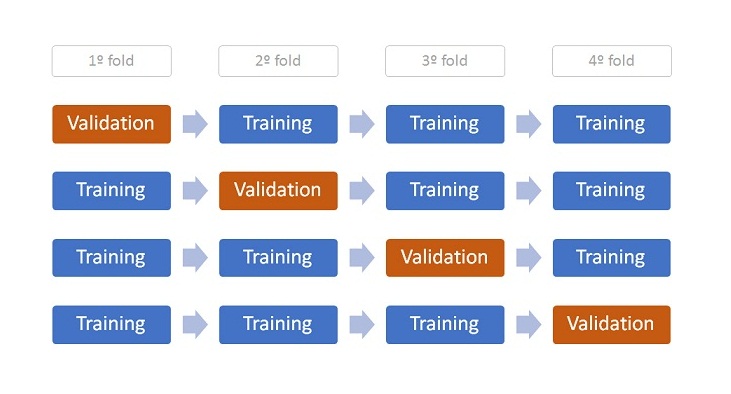 1º fold 2º fold 3º fold 4º fold
Validation Training Training Training
Training Validation Training Training
Training Training Validation Training
Training Training Training Validation